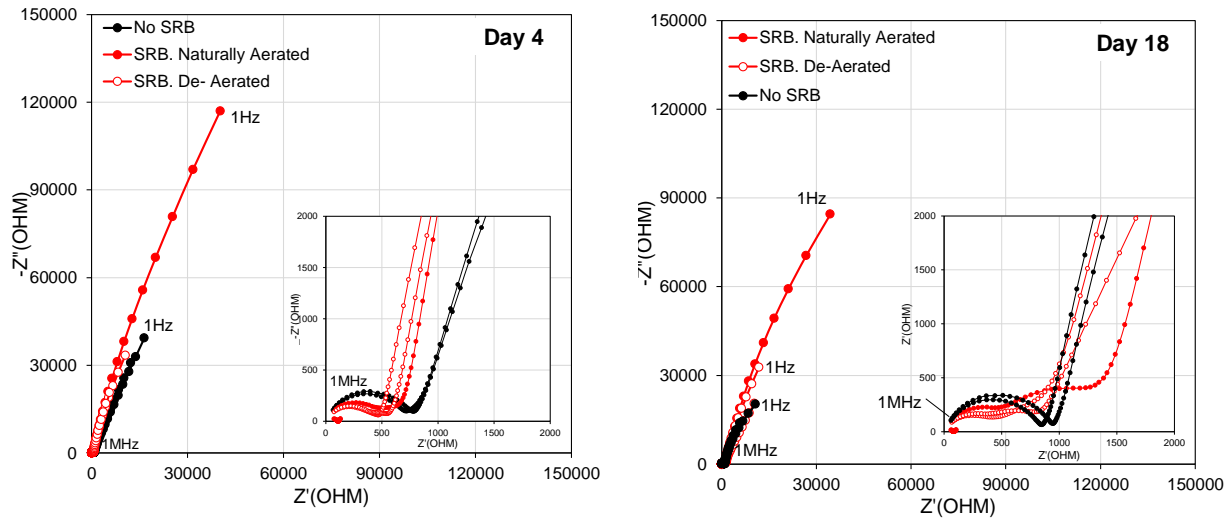 150000
120000
90000
60000
30000
0
-Z"(OHM)
No SRB
SRB. Naturally Aerated
SRB. De- Aerated
Day 4
1Hz
1Hz
1MHz
0 30000 60000 90000 120000 150000
Z'(OHM)
2000
1500
1000
500
0
-Z'(OHM)
1MHz
0 500 1000 1500 2000
Z'(OHM)
150000
120000
90000
60000
30000
0
-Z"(OHM)
SRB. Naturally Aerated
SRB. De-Aerated
No SRB
Day 18
1Hz
1Hz
1Hz
1MHz
0 30000 60000 90000 120000 150000
Z'(OHM)
2000
1500
1000
500
0
Z'(OHM)
1MHz
0 500 1000 1500 2000
Z'(OHM)